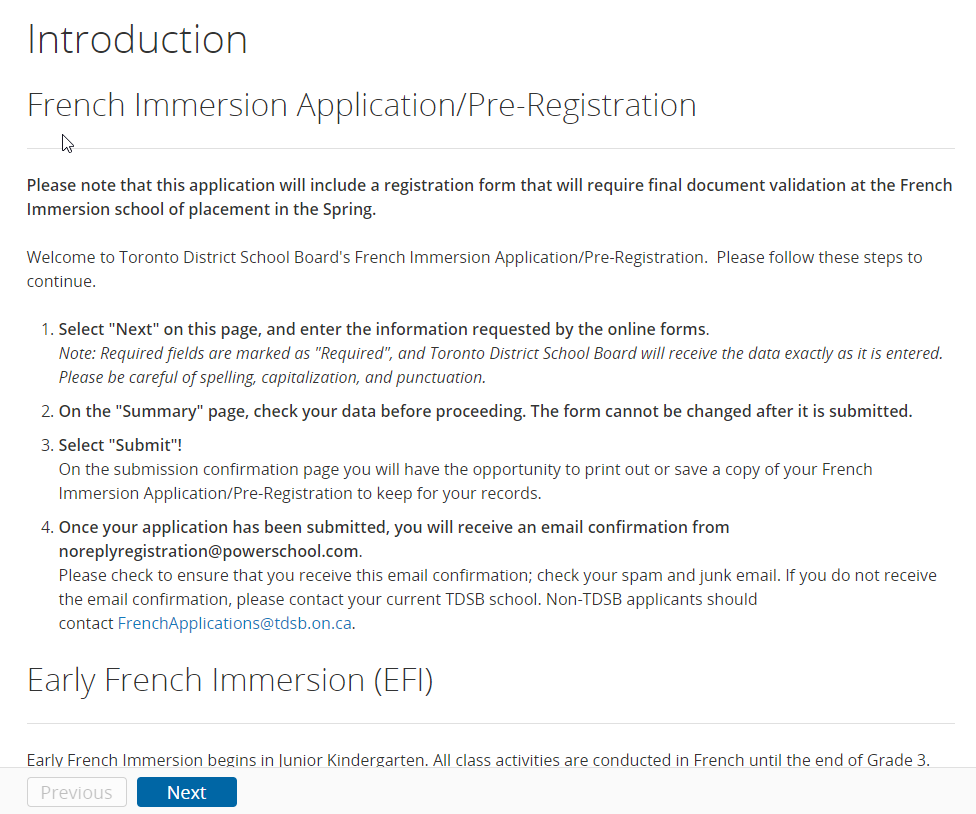 Introduction
French Immersion Application/Pre-Registration
Please note that this application will include a registration form that will require final document validation at the French
Immersion school of placement in the Spring.
Welcome to Toronto District School Board's French Immersion Application/Pre-Registration.  Please follow these steps to
continue.
1. Select "Next" on this page, and enter the information requested by the online forms.
Note: Required fields are marked as "Required", and Toronto District School Board will receive the data exactly as it is entered.
Please be careful of spelling, capitalization, and punctuation.
2. On the "Summary" page, check your data before proceeding. The form cannot be changed after it is submitted.
3. Select "Submit"!
On the submission confirmation page you will have the opportunity to print out or save a copy of your French
Immersion Application/Pre-Registration to keep for your records.
4. Once your application has been submitted, you will receive an email confirmation from
noreplyregistration@powerschool.com.
Please check to ensure that you receive this email confirmation; check your spam and junk email. If you do not receive
the email confirmation, please contact your current TDSB school. Non-TDSB applicants should
contact FrenchApplications@tdsb.on.ca.
Early French Immersion (EFI)
Early French Immersion begins in Junior Kindergarten. All class activities are conducted in French until the end of Grade 3.
Previous Next